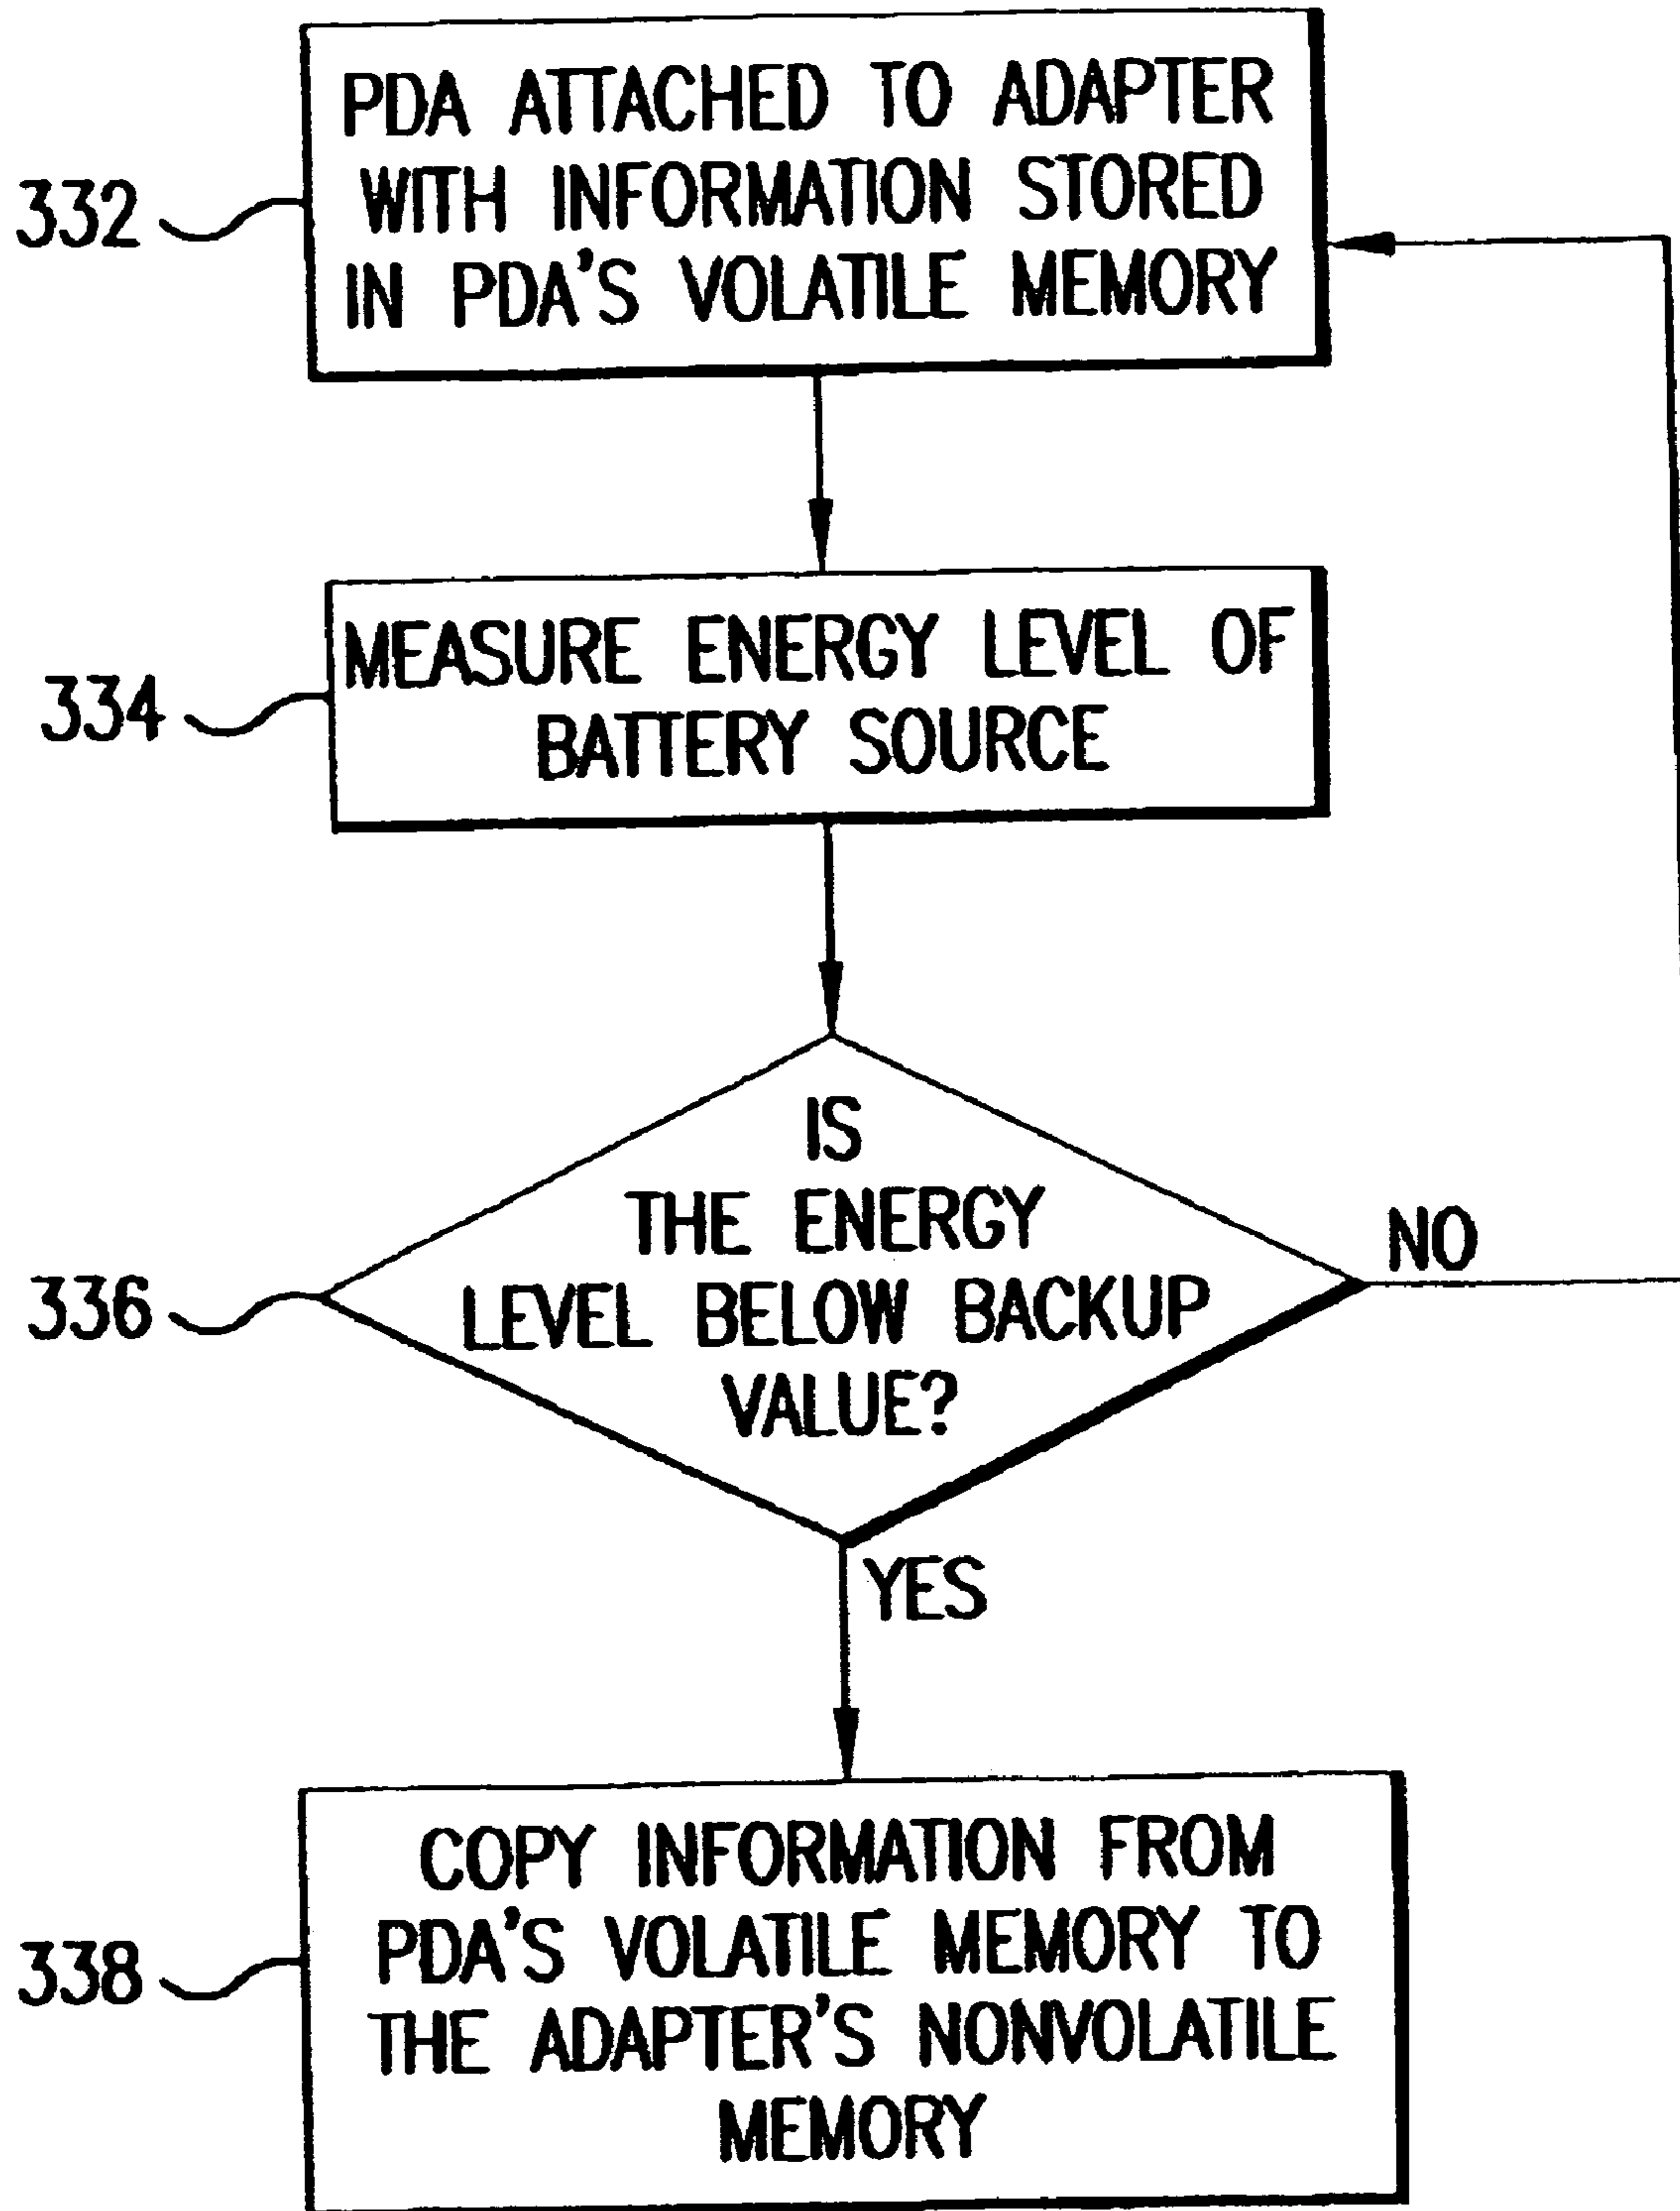 PDA ATTACHED TO ADAPTER
WITH INFORMATION STORED
IN PDA'S VOLATILE MEMORY
332
MEASURE ENERGY LEVEL OF
BATTERY SOURCE
334
IS
THE ENERGY
LEVEL BELOW BACKUP
VALUE?
336
NO
YES
COPY INFORMATION FROM
PDA'S VOLATILE MEMORY TO
THE ADAPTER'S NONVOLATILE
MEMORY
338